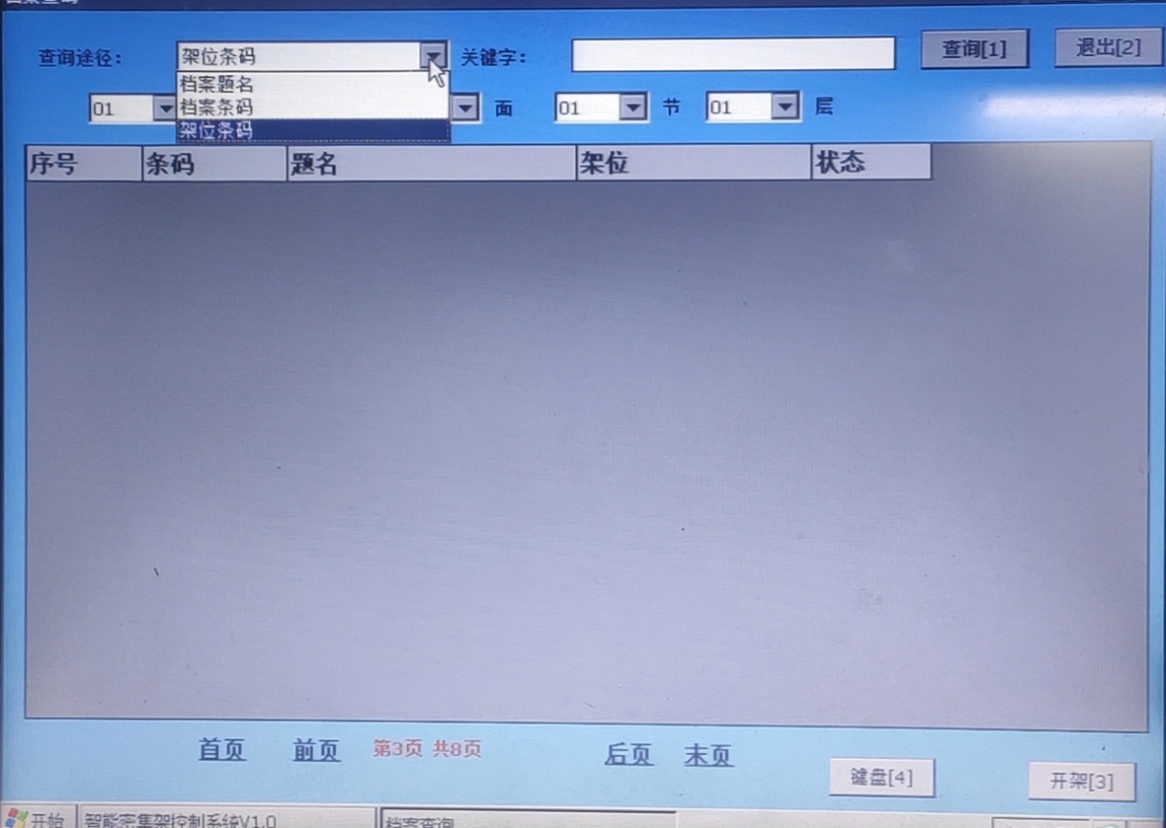 查询途径： 架位条码 关键字： 查询[1] 退出[2]
档案题名
01 档案条码 面 01 节 01 层
架位条码
序号 条码 题名 架位 状态
首页 前页 第3页 共8页 后页 末页
键盘[4] 开架[3]
开始 智能密集架控制系统V1.0 档案查询